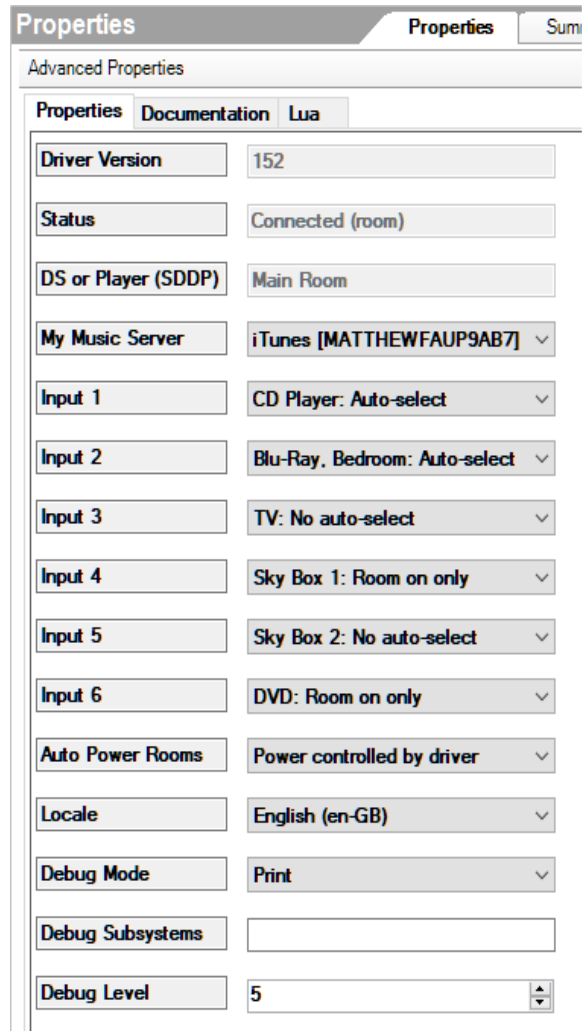 Properties Properties Summ
Advanced Properties
Properties Documentation Lua
Driver Version 152
Status Connected (room)
DS or Player (SDDP) Main Room
My Music Server iTunes [MATTHEWFAUP9AB7]
Input 1 CD Player: Auto-select
Input 2 Blu-Ray, Bedroom: Auto-select
Input 3 TV: No auto-select
Input 4 Sky Box 1: Room on only
Input 5 Sky Box 2: No auto-select
Input 6 DVD: Room on only
Auto Power Rooms Power controlled by driver
Locale English (en-GB)
Debug Mode Print
Debug Subsystems
Debug Level 5